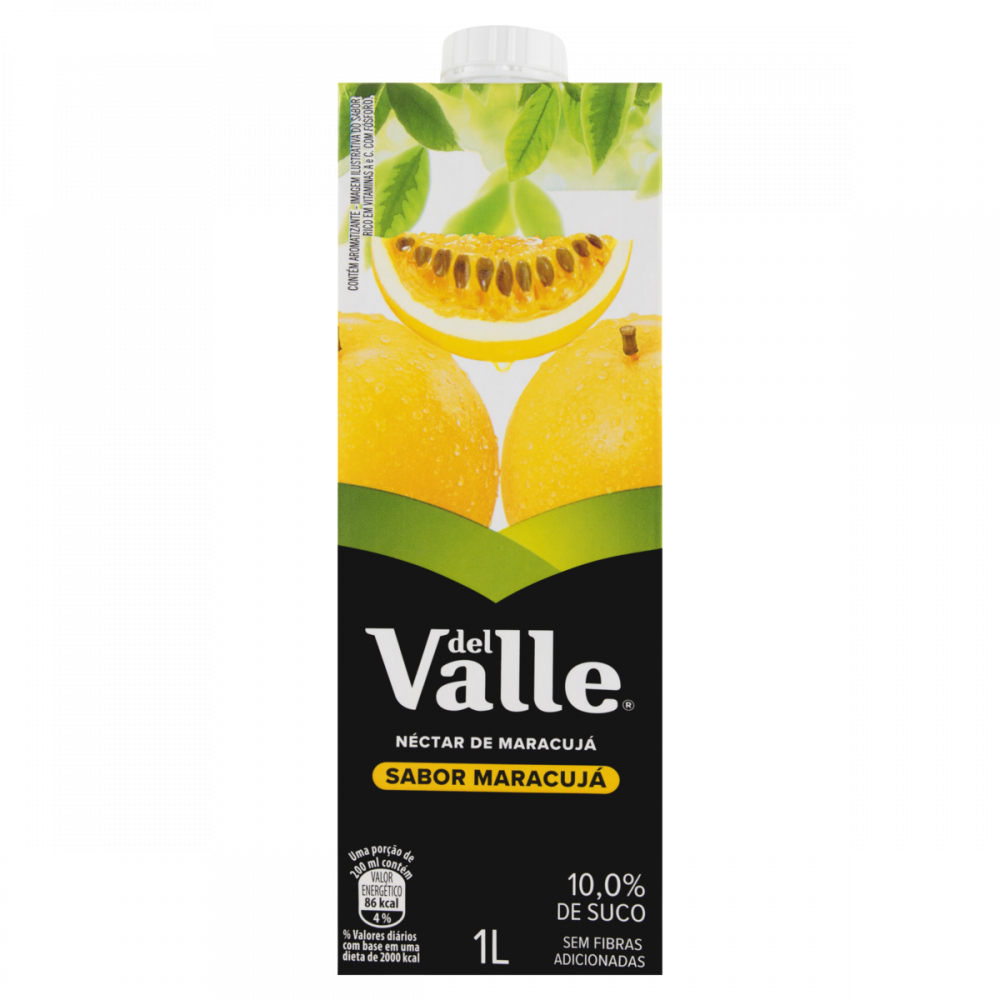 CONTÉM AROMATIZANTE - IMAGEM ILUSTRATIVA DO SABOR
RICO EM VITAMINAS A e C. COM FÓSFORO.
del
Valle®
NÉCTAR DE MARACUJÁ
SABOR MARACUJÁ
Uma porção de
200 ml contém
VALOR
ENERGÉTICO
86 kcal
4 %
% Valores diários
com base em uma
dieta de 2000 kcal
1L
10,0%
DE SUCO
SEM FIBRAS
ADICIONADAS